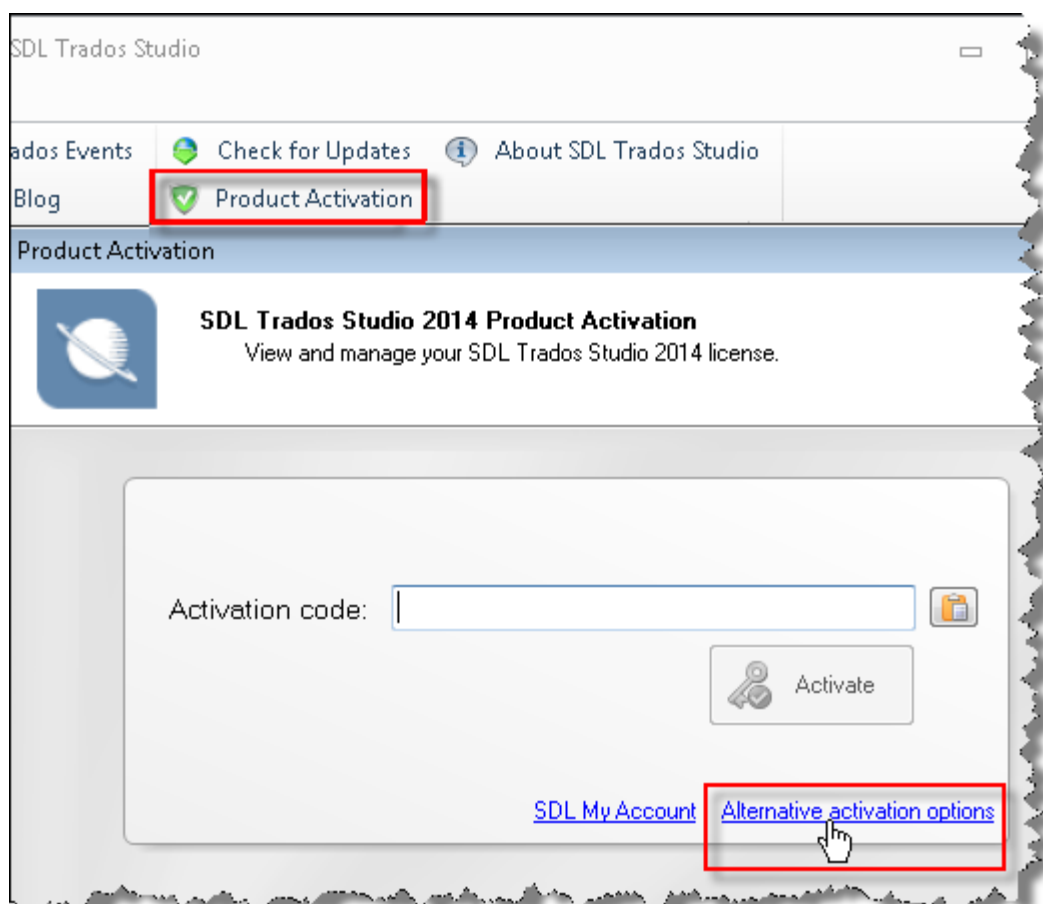 SDL Trados Studio
ados Events Check for Updates About SDL Trados Studio
Blog Product Activation
Product Activation
SDL Trados Studio 2014 Product Activation
View and manage your SDL Trados Studio 2014 license.
Activation code:
Activate
SDL My Account Alternative activation options